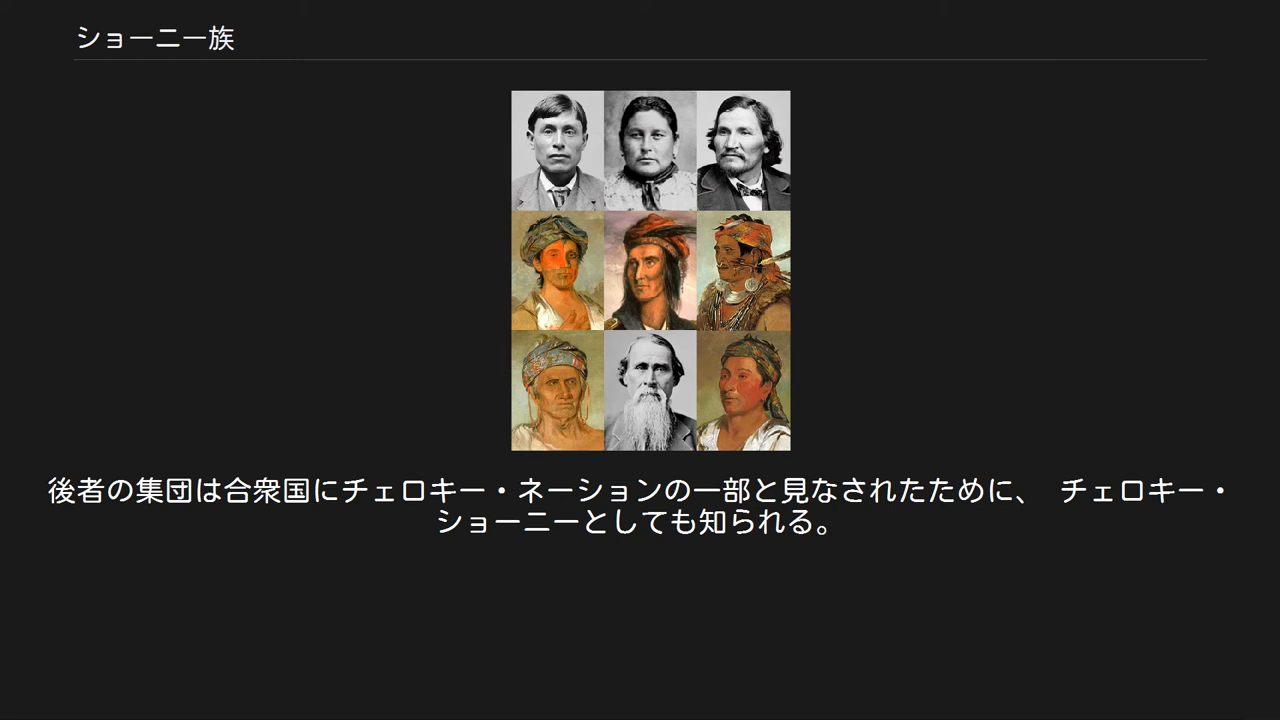 ショーニー族
後者の集団は合衆国にチェロキー・ネーションの一部と見なされたために、 チェロキー・
ショーニーとしても知られる。